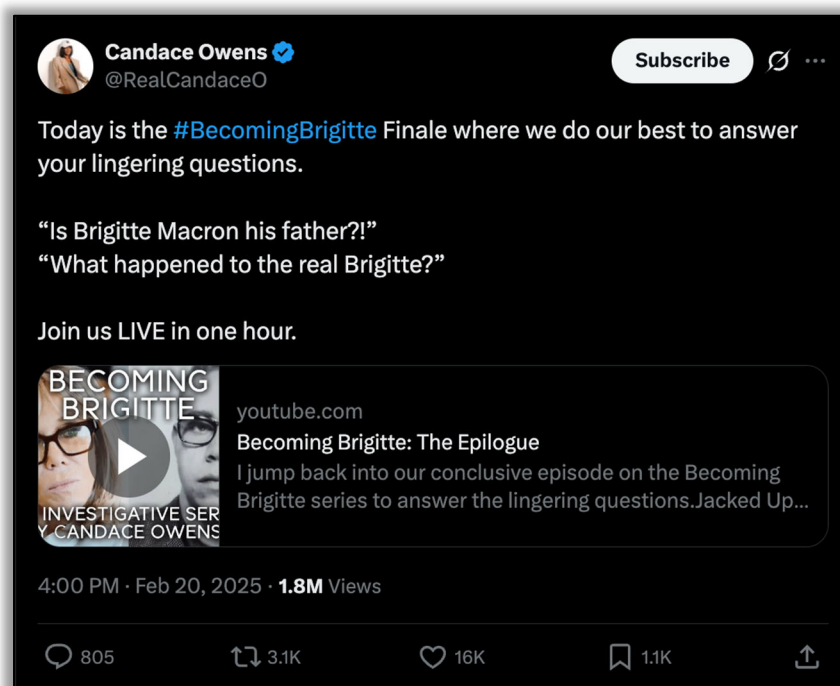 Candace Owens
@RealCandaceO
Subscribe
Today is the #BecomingBrigitte Finale where we do our best to answer
your lingering questions.
“Is Brigitte Macron his father?!”
“What happened to the real Brigitte?”
Join us LIVE in one hour.
BECOMING
BRIGITTE
INVESTIGATIVE SER
Y CANDACE OWENS
youtube.com
Becoming Brigitte: The Epilogue
I jump back into our conclusive episode on the Becoming
Brigitte series to answer the lingering questions.Jacked Up...
4:00 PM · Feb 20, 2025 · 1.8M Views
805
3.1K
16K
1.1K